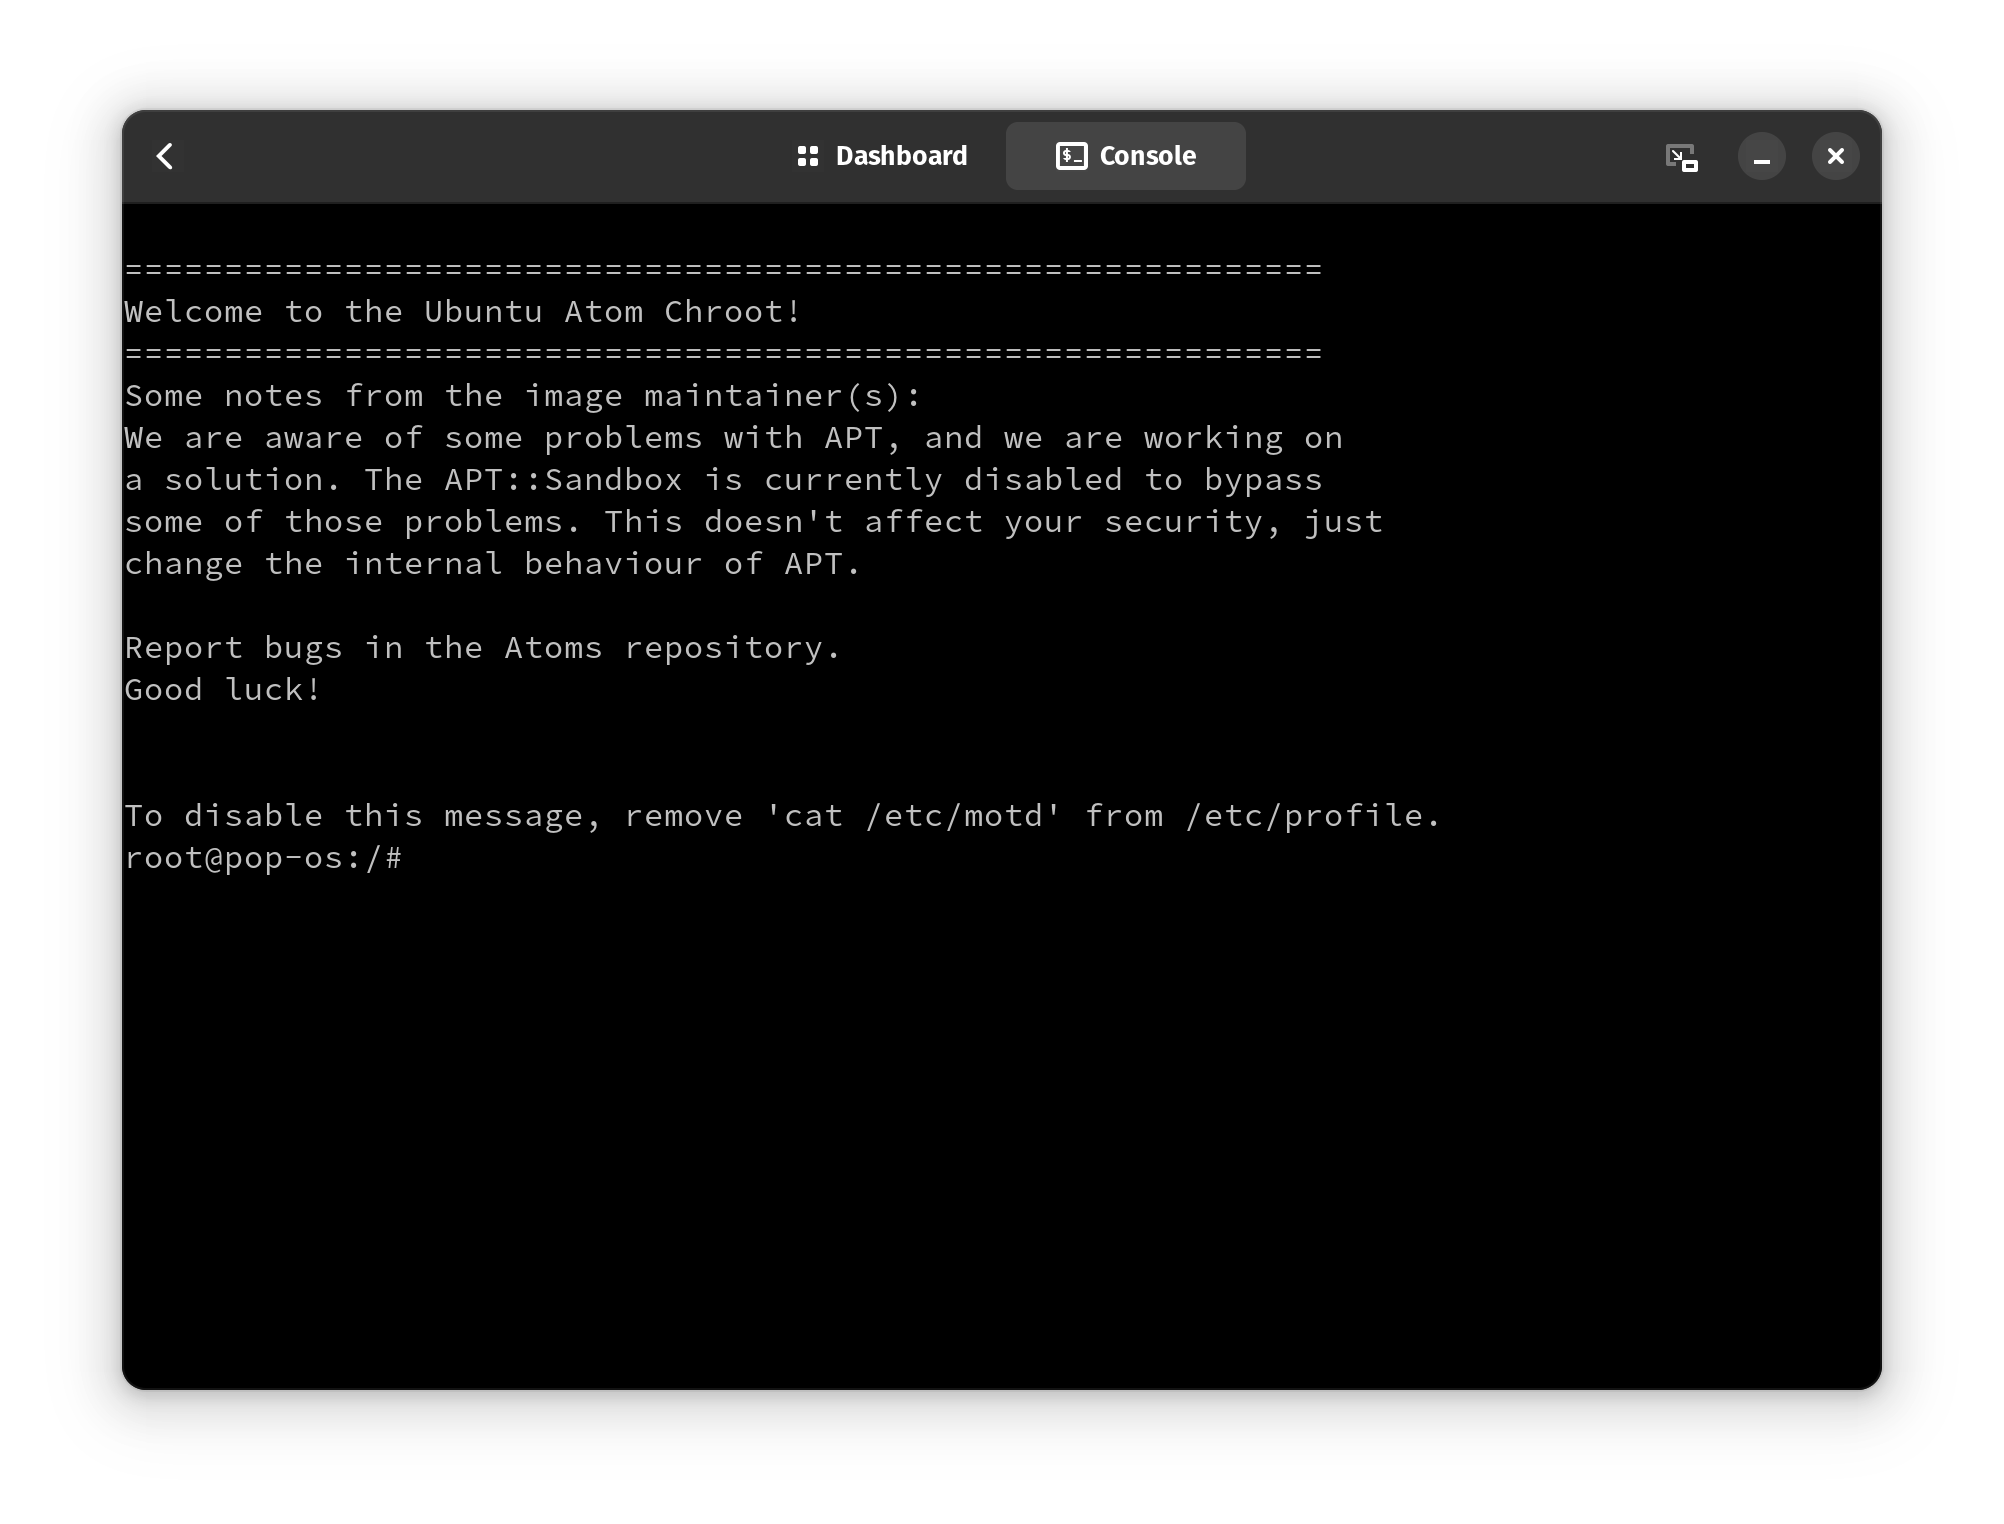 Dashboard
Console
============================================================
Welcome to the Ubuntu Atom Chroot!
============================================================
Some notes from the image maintainer(s):
We are aware of some problems with APT, and we are working on
a solution. The APT::Sandbox is currently disabled to bypass
some of those problems. This doesn't affect your security, just
change the internal behaviour of APT.
Report bugs in the Atoms repository.
Good luck!
To disable this message, remove 'cat /etc/motd' from /etc/profile.
root@pop-os:/#